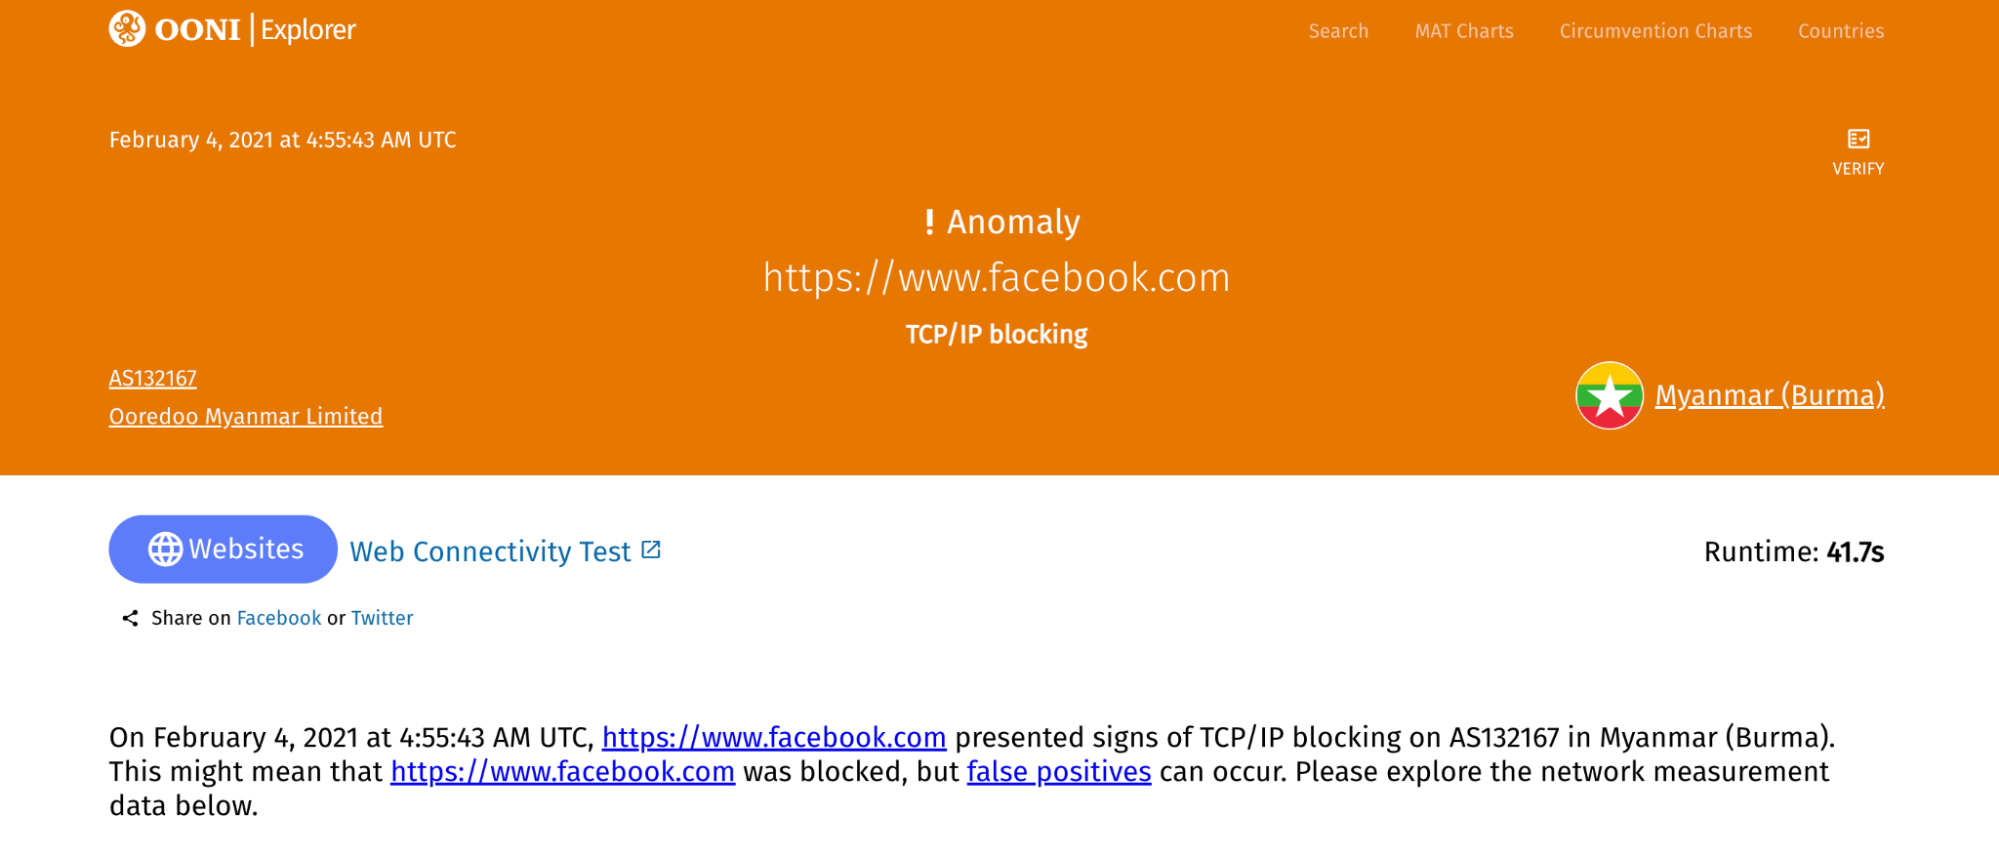 OONI | Explorer
Search MAT Charts Circumvention Charts Countries
February 4, 2021 at 4:55:43 AM UTC
VERIFY
! Anomaly
https://www.facebook.com
TCP/IP blocking
AS132167
Ooredoo Myanmar Limited
Myanmar (Burma)
Websites Web Connectivity Test
Runtime: 41.7s
Share on Facebook or Twitter
On February 4, 2021 at 4:55:43 AM UTC, https://www.facebook.com presented signs of TCP/IP blocking on AS132167 in Myanmar (Burma).
This might mean that https://www.facebook.com was blocked, but false positives can occur. Please explore the network measurement
data below.